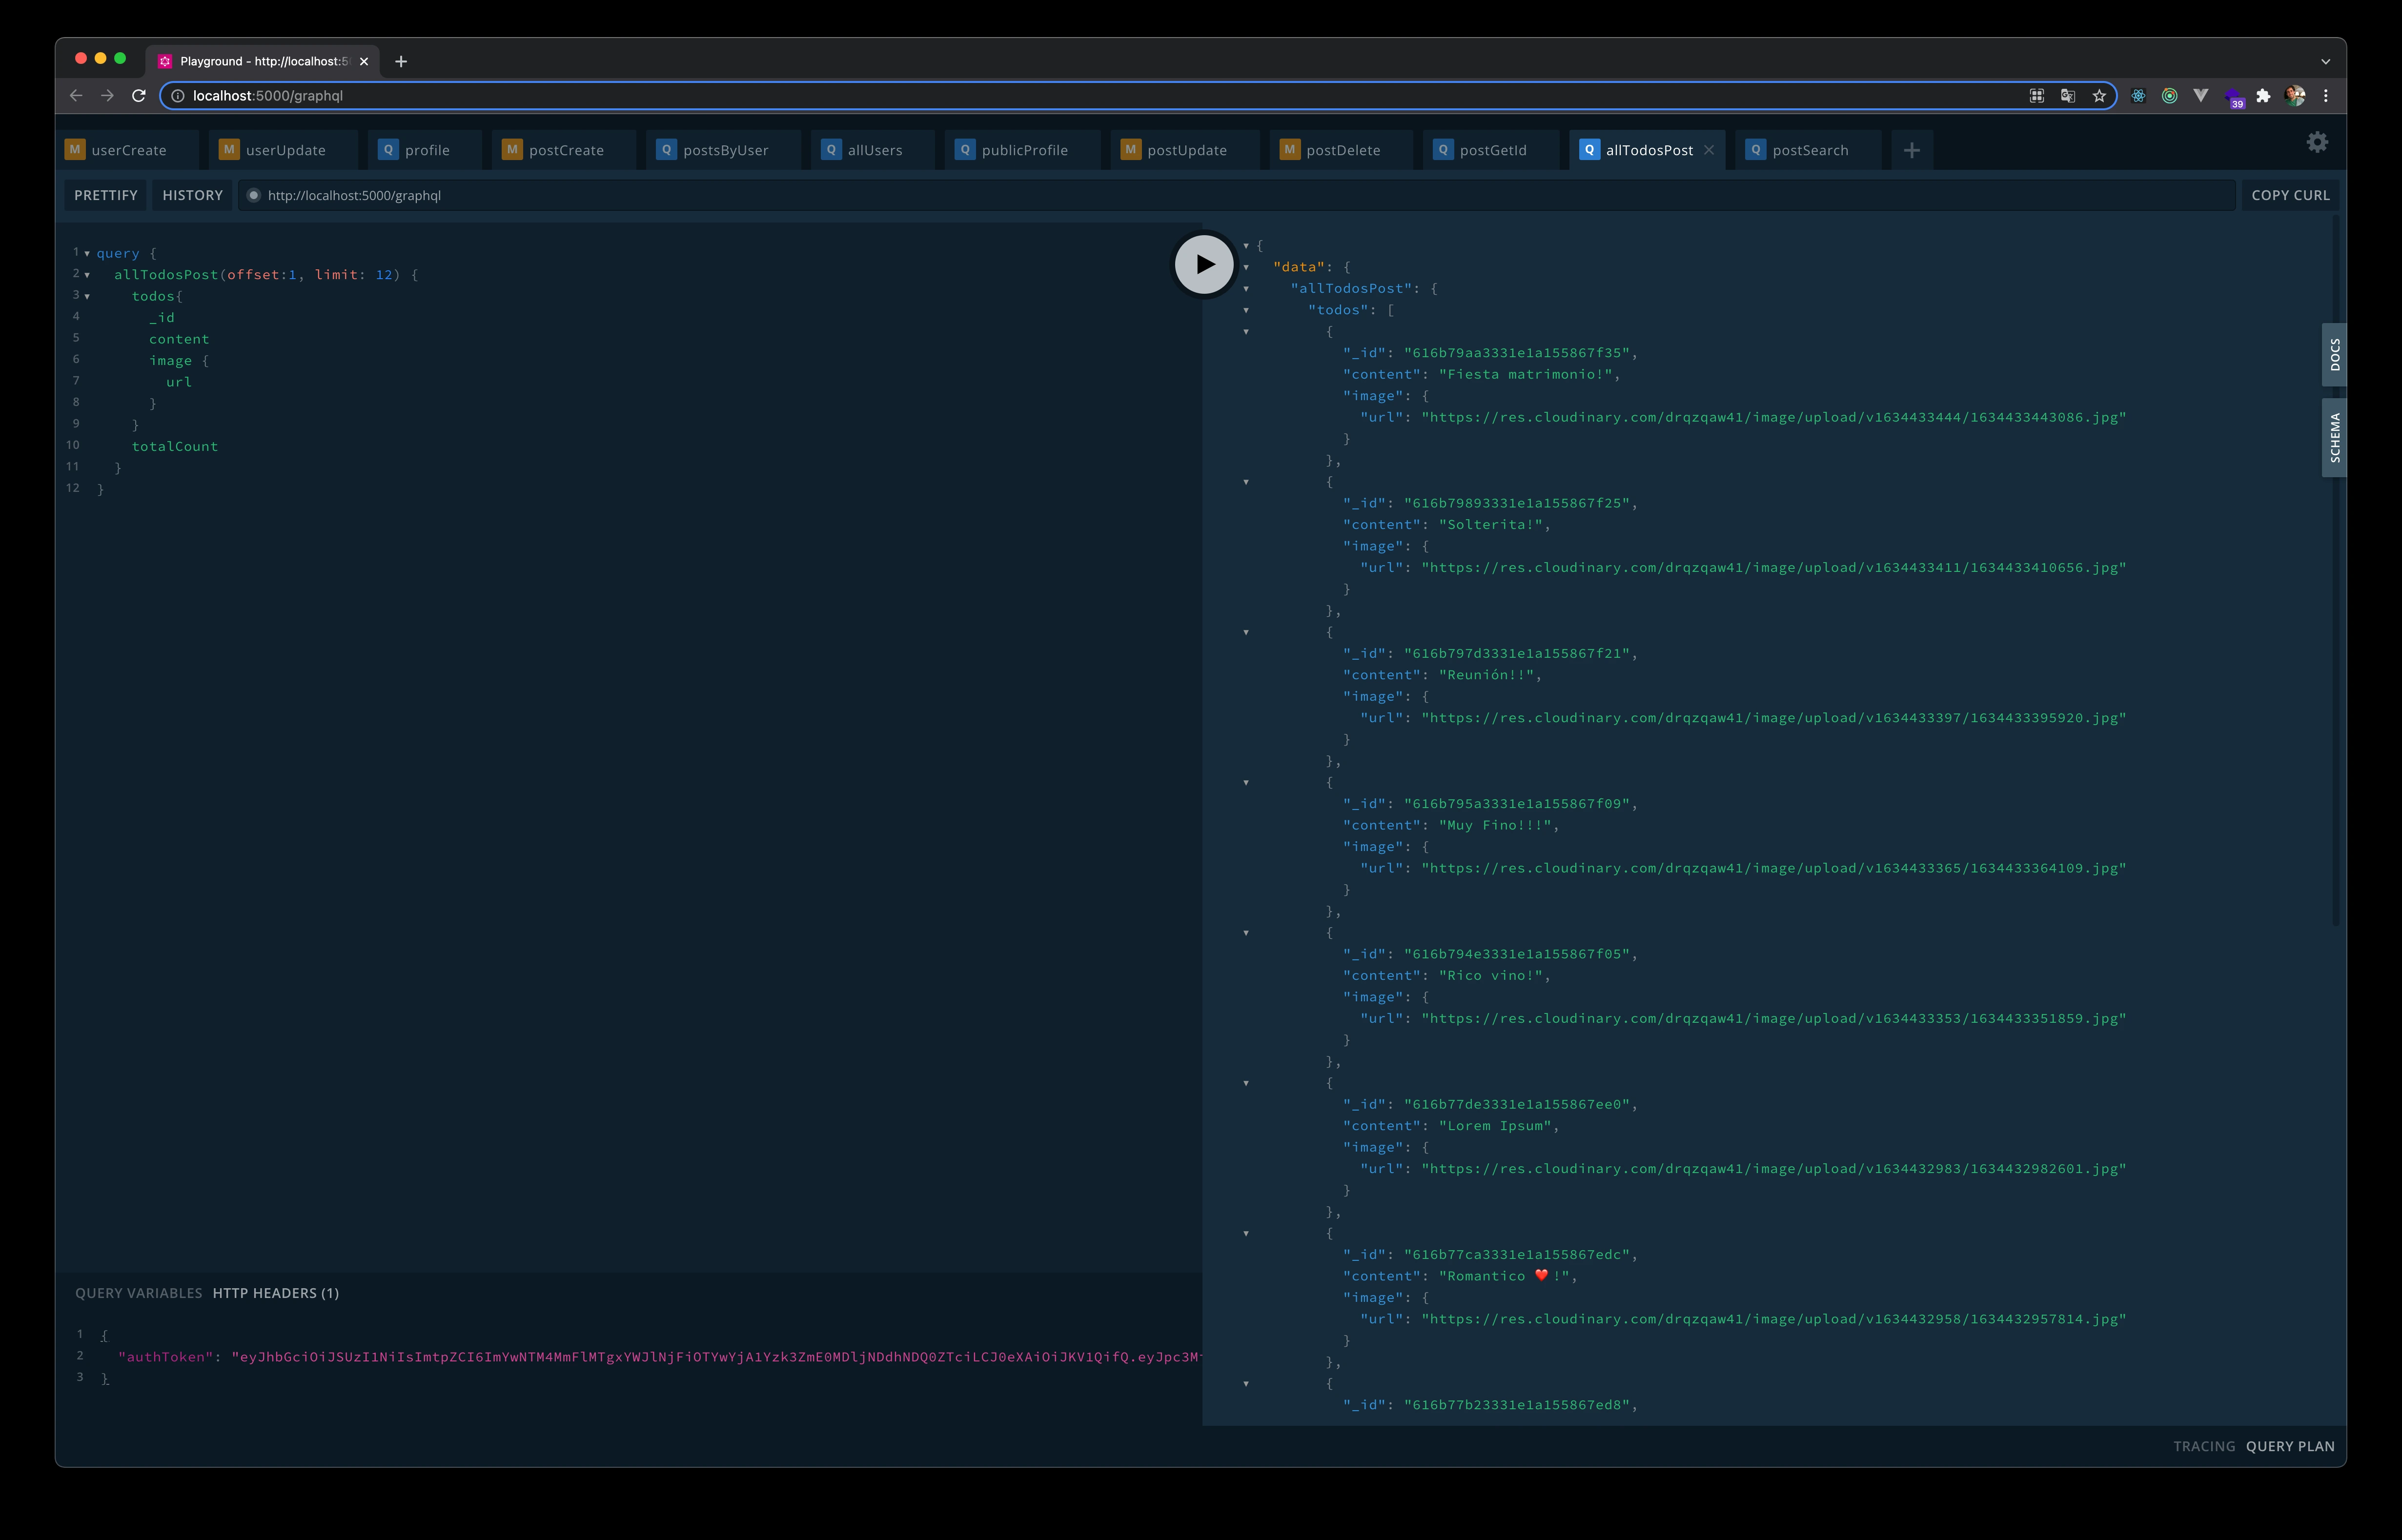 Playground - http://localhost:5
localhost:5000/graphql
39
M userCreate
M userUpdate
Q profile
M postCreate
Q postsByUser
Q allUsers
Q publicProfile
M postUpdate
M postDelete
Q postGetId
Q allTodosPost
Q postSearch
PRETTIFY
HISTORY
http://localhost:5000/graphql
COPY CURL
1 query {
2 allTodosPost(offset:1, limit: 12) {
3 todos{
4 _id
5 content
6 image {
7 url
8 }
9 }
10 totalCount
11 }
12 }
{
"data": {
"allTodosPost": {
"todos": [
{
"_id": "616b79aa3331e1a155867f35",
"content": "Fiesta matrimonio!",
"image": {
"url": "https://res.cloudinary.com/drqzqaw41/image/upload/v1634433444/1634433443086.jpg"
}
},
{
"_id": "616b79893331e1a155867f25",
"content": "Solterita!",
"image": {
"url": "https://res.cloudinary.com/drqzqaw41/image/upload/v1634433411/1634433410656.jpg"
}
},
{
"_id": "616b797d3331e1a155867f21",
"content": "Reunión!!",
"image": {
"url": "https://res.cloudinary.com/drqzqaw41/image/upload/v1634433397/1634433395920.jpg"
}
},
{
"_id": "616b795a3331e1a155867f09",
"content": "Muy Fino!!!",
"image": {
"url": "https://res.cloudinary.com/drqzqaw41/image/upload/v1634433365/1634433364109.jpg"
}
},
{
"_id": "616b794e3331e1a155867f05",
"content": "Rico vino!",
"image": {
"url": "https://res.cloudinary.com/drqzqaw41/image/upload/v1634433353/1634433351859.jpg"
}
},
{
"_id": "616b77de3331e1a155867ee0",
"content": "Lorem Ipsum",
"image": {
"url": "https://res.cloudinary.com/drqzqaw41/image/upload/v1634432983/1634432982601.jpg"
}
},
{
"_id": "616b77ca3331e1a155867edc",
"content": "Romantico ❤️!",
"image": {
"url": "https://res.cloudinary.com/drqzqaw41/image/upload/v1634432958/1634432957814.jpg"
}
},
{
"_id": "616b77b23331e1a155867ed8",
DOCS
SCHEMA
QUERY VARIABLES HTTP HEADERS (1)
1 {
2 "authToken": "eyJhbGciOiJSUzI1NiIsImtpZCI6ImYwNTM4MmFlMTgxYWJlNjFiOTYwYjA1Yzk3ZmE0MDljNDdhNDQ0ZTciLCJ0eXAiOiJKV1QifQ.eyJpc3M
3 }
TRACING QUERY PLAN